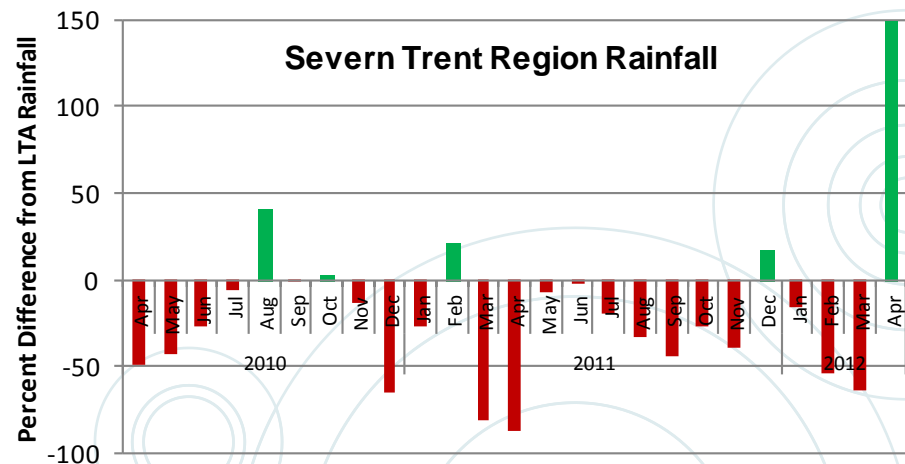 Severn Trent Region Rainfall
Percent Difference from LTA Rainfall
150
100
50
0
-50
-100
Apr
May
Jun
Jul
Aug
Sep
Oct
Nov
Dec
Jan
Feb
Mar
Apr
May
Jun
Jul
Aug
Sep
Oct
Nov
Dec
Jan
Feb
Mar
Apr
2010
2011
2012